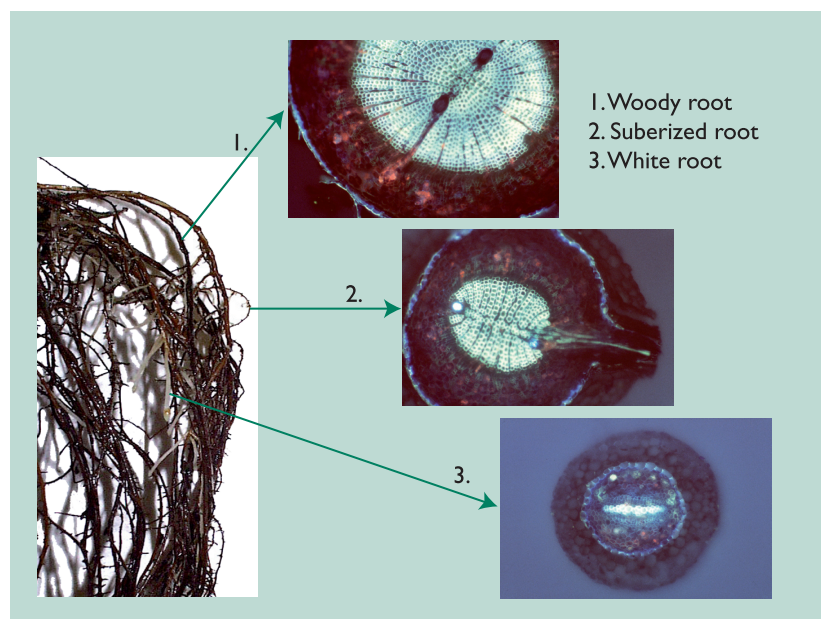 1.
1. Woody root
2. Suberized root
3. White root
2.
3.